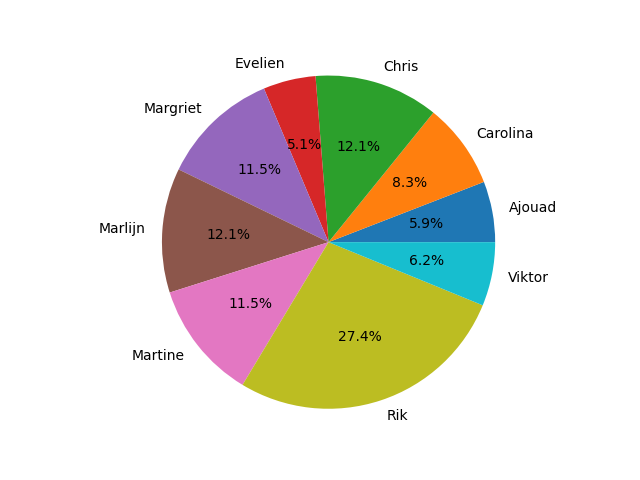 Evelien
Chris
Margriet
Carolina
5.1%
12.1%
11.5%
8.3%
Ajouad
Marlijn
12.1%
5.9%
6.2%
Viktor
11.5%
27.4%
Martine
Rik